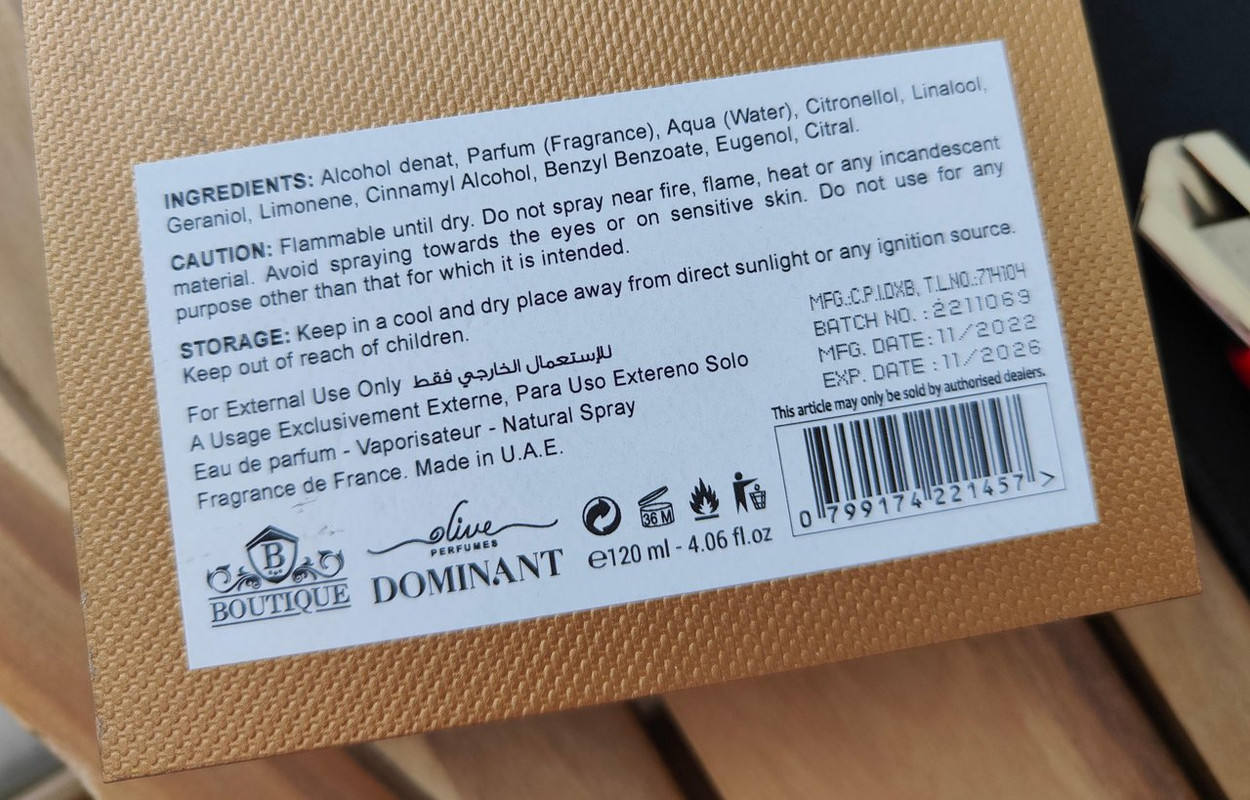 INGREDIENTS: Alcohol denat, Parfum (Fragrance), Aqua (Water), Citronellol, Linalool,
Geraniol, Limonene, Cinnamyl Alcohol, Benzyl Benzoate, Eugenol, Citral.
CAUTION: Flammable until dry. Do not spray near fire, flame, heat or any incandescent
material. Avoid spraying towards the eyes or on sensitive skin. Do not use for any
purpose other than that for which it is intended.
STORAGE: Keep in a cool and dry place away from direct sunlight or any ignition source.
Keep out of reach of children.
For External Use Only للإستعمال الخارجي فقط
A Usage Exclusivement Externe, Para Uso Extereno Solo
Eau de parfum - Vaporisateur - Natural Spray
Fragrance de France. Made in U.A.E.
MFG.:C.P.I.DXB, T.L.NO.:714104
BATCH NO. : 2211069
MFG. DATE: 11/2022
EXP. DATE : 11/2026
This article may only be sold by authorised dealers.
0 799174 221457 >
B
BOUTIQUE
olive
PERFUMES
DOMINANT
36 M
℮120 ml - 4.06 fl.oz